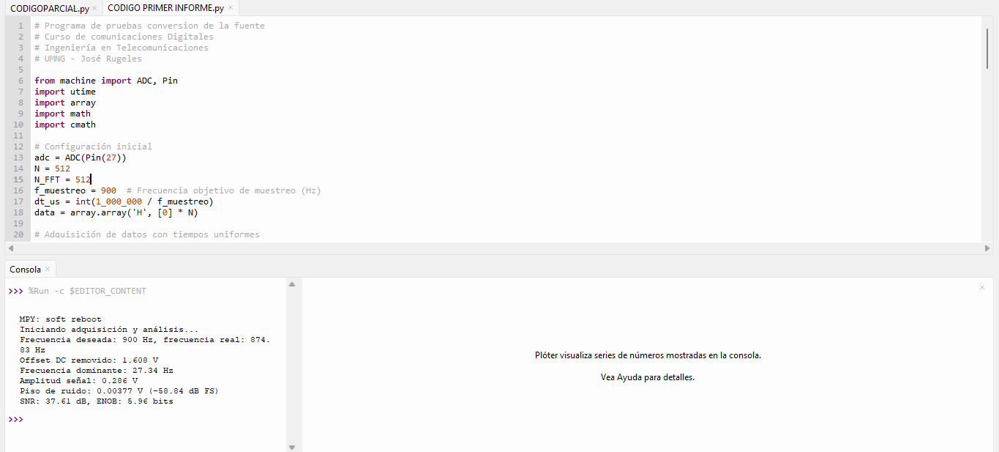 CODIGOPARCIAL.py × CODIGO PRIMER INFORME.py ×
1 # Programa de pruebas conversion de la fuente
2 # Curso de comunicaciones Digitales
3 # Ingeniería en Telecomunicaciones
4 # UMNG - José Rugeles
5
6 from machine import ADC, Pin
7 import utime
8 import array
9 import math
10 import cmath
11
12 # Configuración inicial
13 adc = ADC(Pin(27))
14 N = 512
15 N_FFT = 512
16 f_muestreo = 900  # Frecuencia objetivo de muestreo (Hz)
17 dt_us = int(1_000_000 / f_muestreo)
18 data = array.array('H', [0] * N)
19
20 # Adquisición de datos con tiempos uniformes
Consola ×
>>> %Run -c $EDITOR_CONTENT
MPY: soft reboot
Iniciando adquisición y análisis...
Frecuencia deseada: 900 Hz, frecuencia real: 874.
83 Hz
Offset DC removido: 1.608 V
Frecuencia dominante: 27.34 Hz
Amplitud señal: 0.286 V
Piso de ruido: 0.00377 V (-58.84 dB FS)
SNR: 37.61 dB, ENOB: 5.96 bits
>>>
×
Plóter visualiza series de números mostradas en la consola.
Vea Ayuda para detalles.